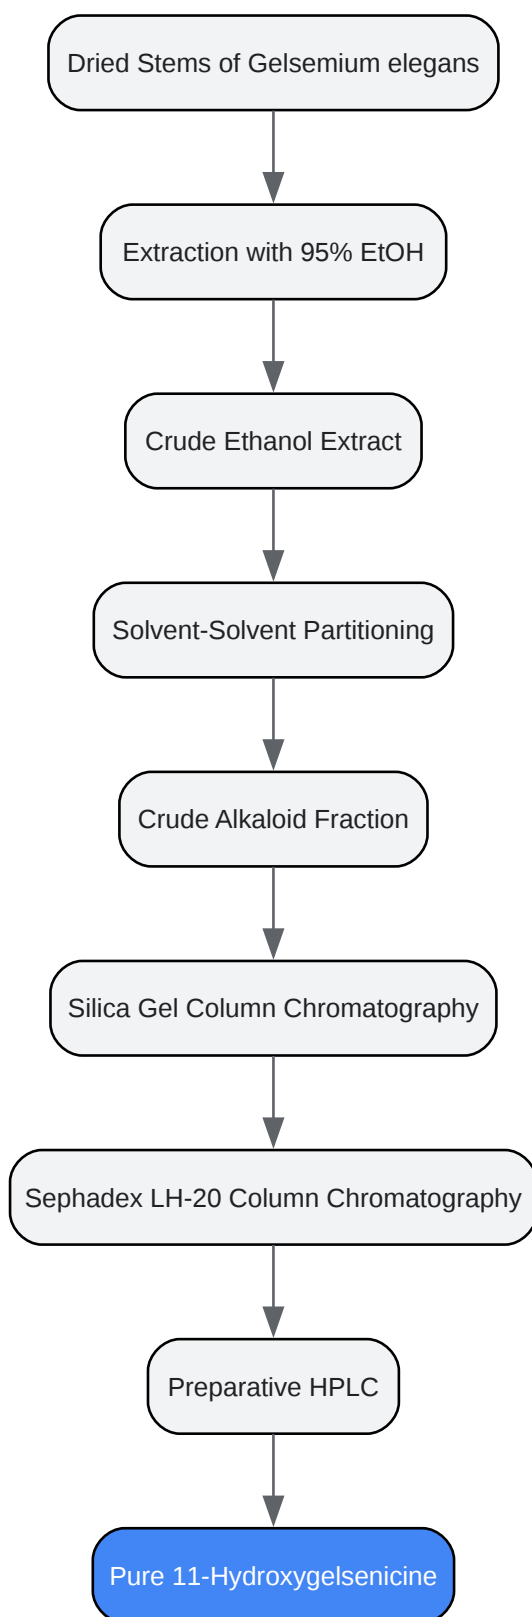 Dried Stems of Gelsemium elegans
Extraction with 95% EtOH
Crude Ethanol Extract
Solvent-Solvent Partitioning
Crude Alkaloid Fraction
Silica Gel Column Chromatography
Sephadex LH-20 Column Chromatography
Preparative HPLC
Pure 11-Hydroxygelsenicine